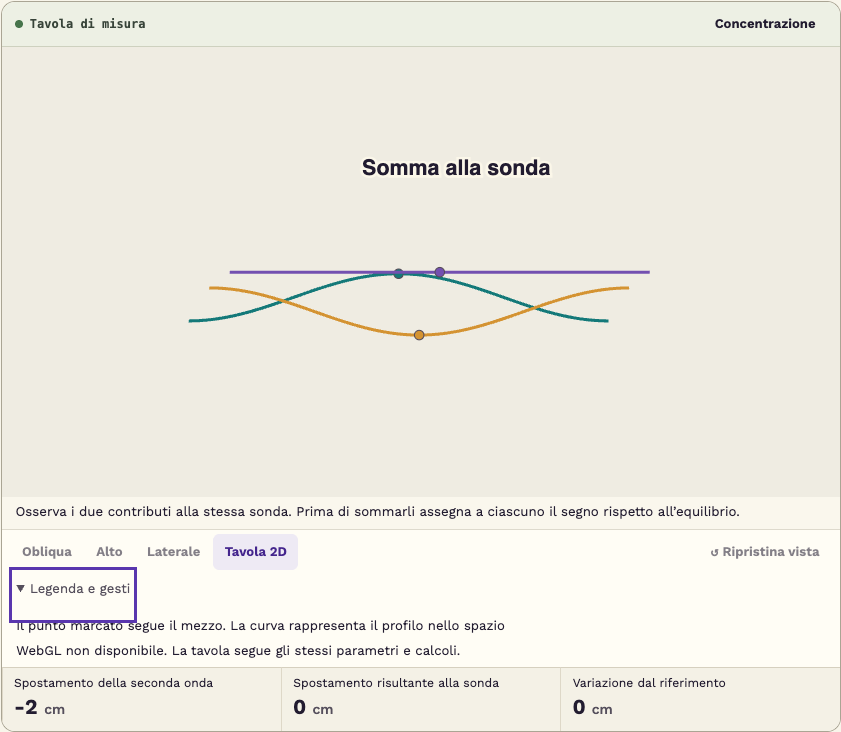 Tavola di misura
Concentrazione
Somma alla sonda
Osserva i due contributi alla stessa sonda. Prima di sommarli assegna a ciascuno il segno rispetto all’equilibrio.
Obliqua Alto Laterale Tavola 2D ↺ Ripristina vista
▼ Legenda e gesti
Il punto marcato segue il mezzo. La curva rappresenta il profilo nello spazio
WebGL non disponibile. La tavola segue gli stessi parametri e calcoli.
Spostamento della seconda onda
-2 cm
Spostamento risultante alla sonda
0 cm
Variazione dal riferimento
0 cm